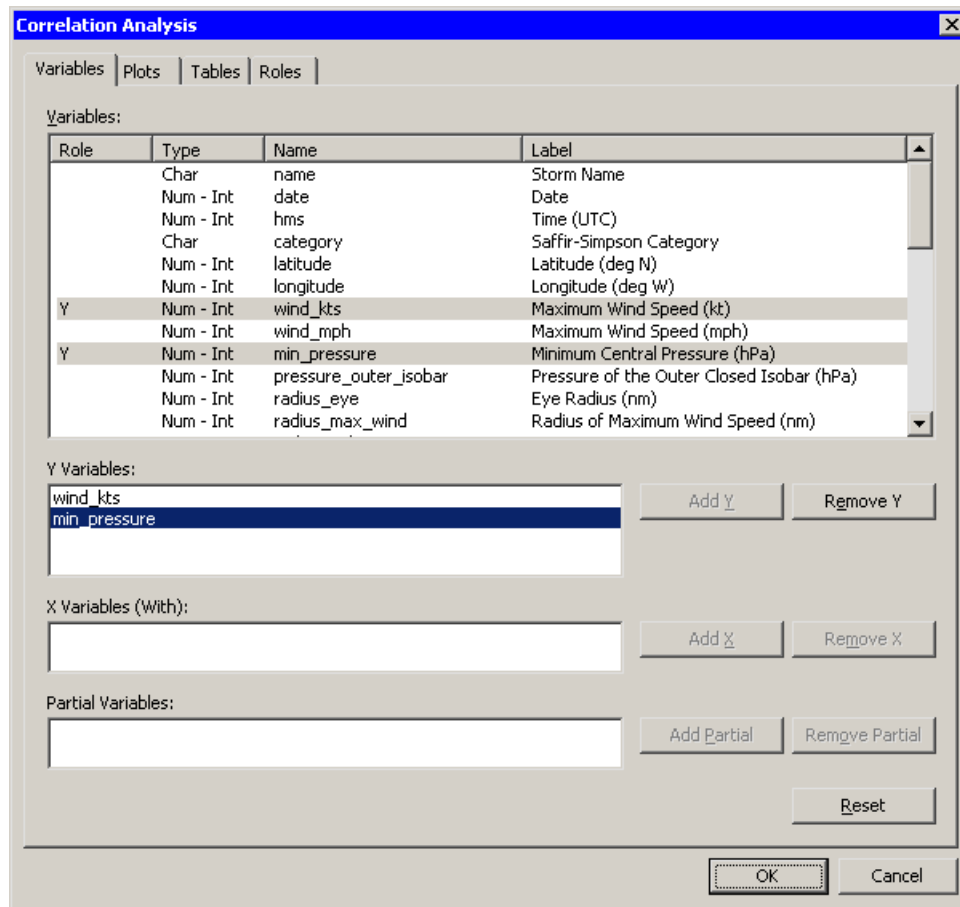 Correlation Analysis
Variables Plots Tables Roles
Variables:
Role Type Name Label
Char name Storm Name
Num - Int date Date
Num - Int hms Time (UTC)
Char category Saffir-Simpson Category
Num - Int latitude Latitude (deg N)
Num - Int longitude Longitude (deg W)
Y Num - Int wind_kts Maximum Wind Speed (kt)
Num - Int wind_mph Maximum Wind Speed (mph)
Y Num - Int min_pressure Minimum Central Pressure (hPa)
Num - Int pressure_outer_isobar Pressure of the Outer Closed Isobar (hPa)
Num - Int radius_eye Eye Radius (nm)
Num - Int radius_max_wind Radius of Maximum Wind Speed (nm)
Y Variables:
wind_kts Add Y Remove Y
min_pressure
X Variables (With):
Add X Remove X
Partial Variables:
Add Partial Remove Partial
Reset
OK Cancel